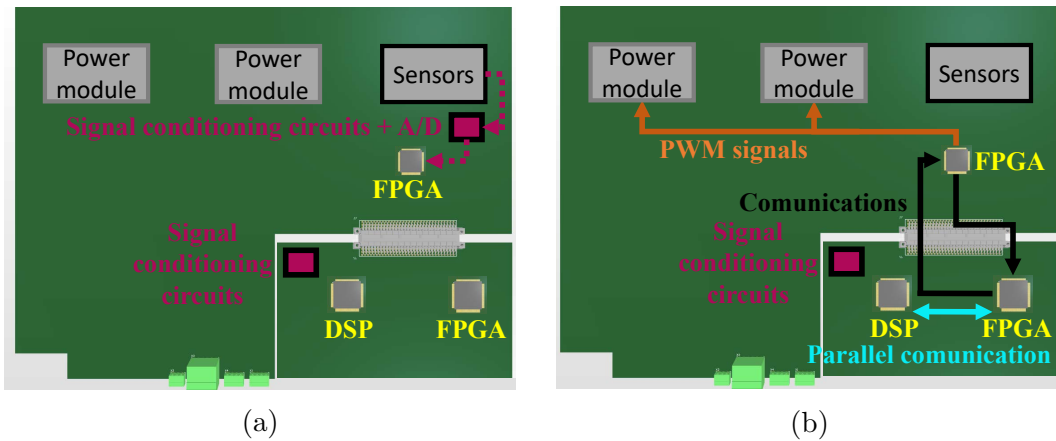 Power
module
Power
module
Sensors
Signal conditioning circuits + A/D
FPGA
Signal
conditioning
circuits
DSP
FPGA
(a)
Power
module
Power
module
Sensors
PWM signals
FPGA
Comunications
Signal
conditioning
circuits
DSP
FPGA
Parallel comunication
(b)